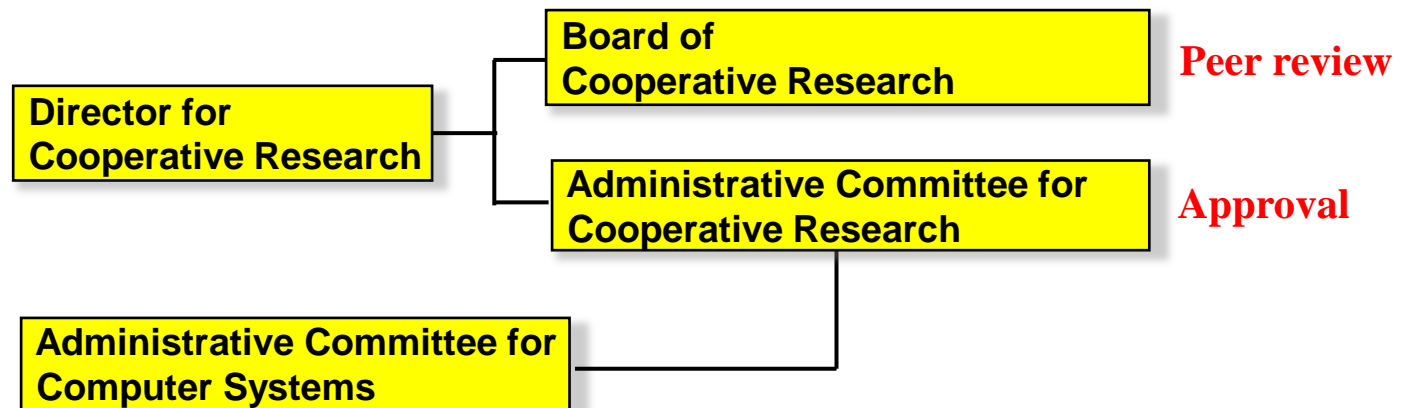 Board of
Cooperative Research
Peer review
Director for
Cooperative Research
Administrative Committee for
Cooperative Research
Approval
Administrative Committee for
Computer Systems